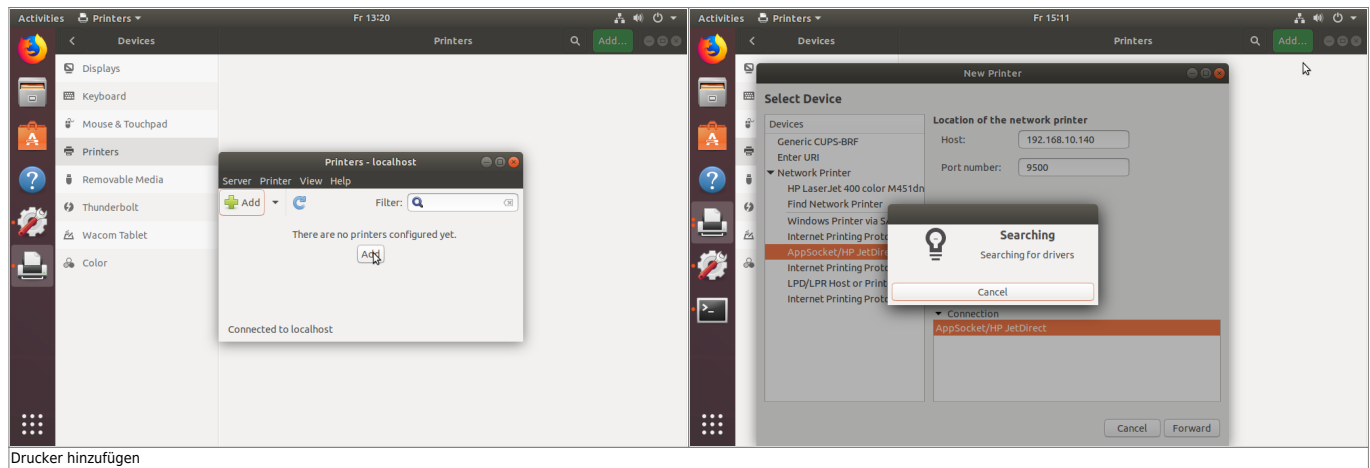 Activities Printers Fr 13:20
Devices Printers Add...
Displays
Keyboard
Mouse & Touchpad
Printers
Removable Media
Thunderbolt
Wacom Tablet
Color
Printers - localhost
Server Printer View Help
Add Filter:
There are no printers configured yet.
Add
Connected to localhost
Activities Printers Fr 15:11
Devices Printers Add...
New Printer
Select Device
Devices
Generic CUPS-BRF
Enter URI
Network Printer
HP LaserJet 400 color M451dn
Find Network Printer
Windows Printer via
Internet Printing
AppSocket/HP
Internet Printing
LPD/LPR Host or
Internet Printing
Location of the network printer
Host: 192.168.10.140
Port number: 9500
Searching
Searching for drivers
Cancel
Connection
AppSocket/HP JetDirect
Cancel Forward
Drucker hinzufügen